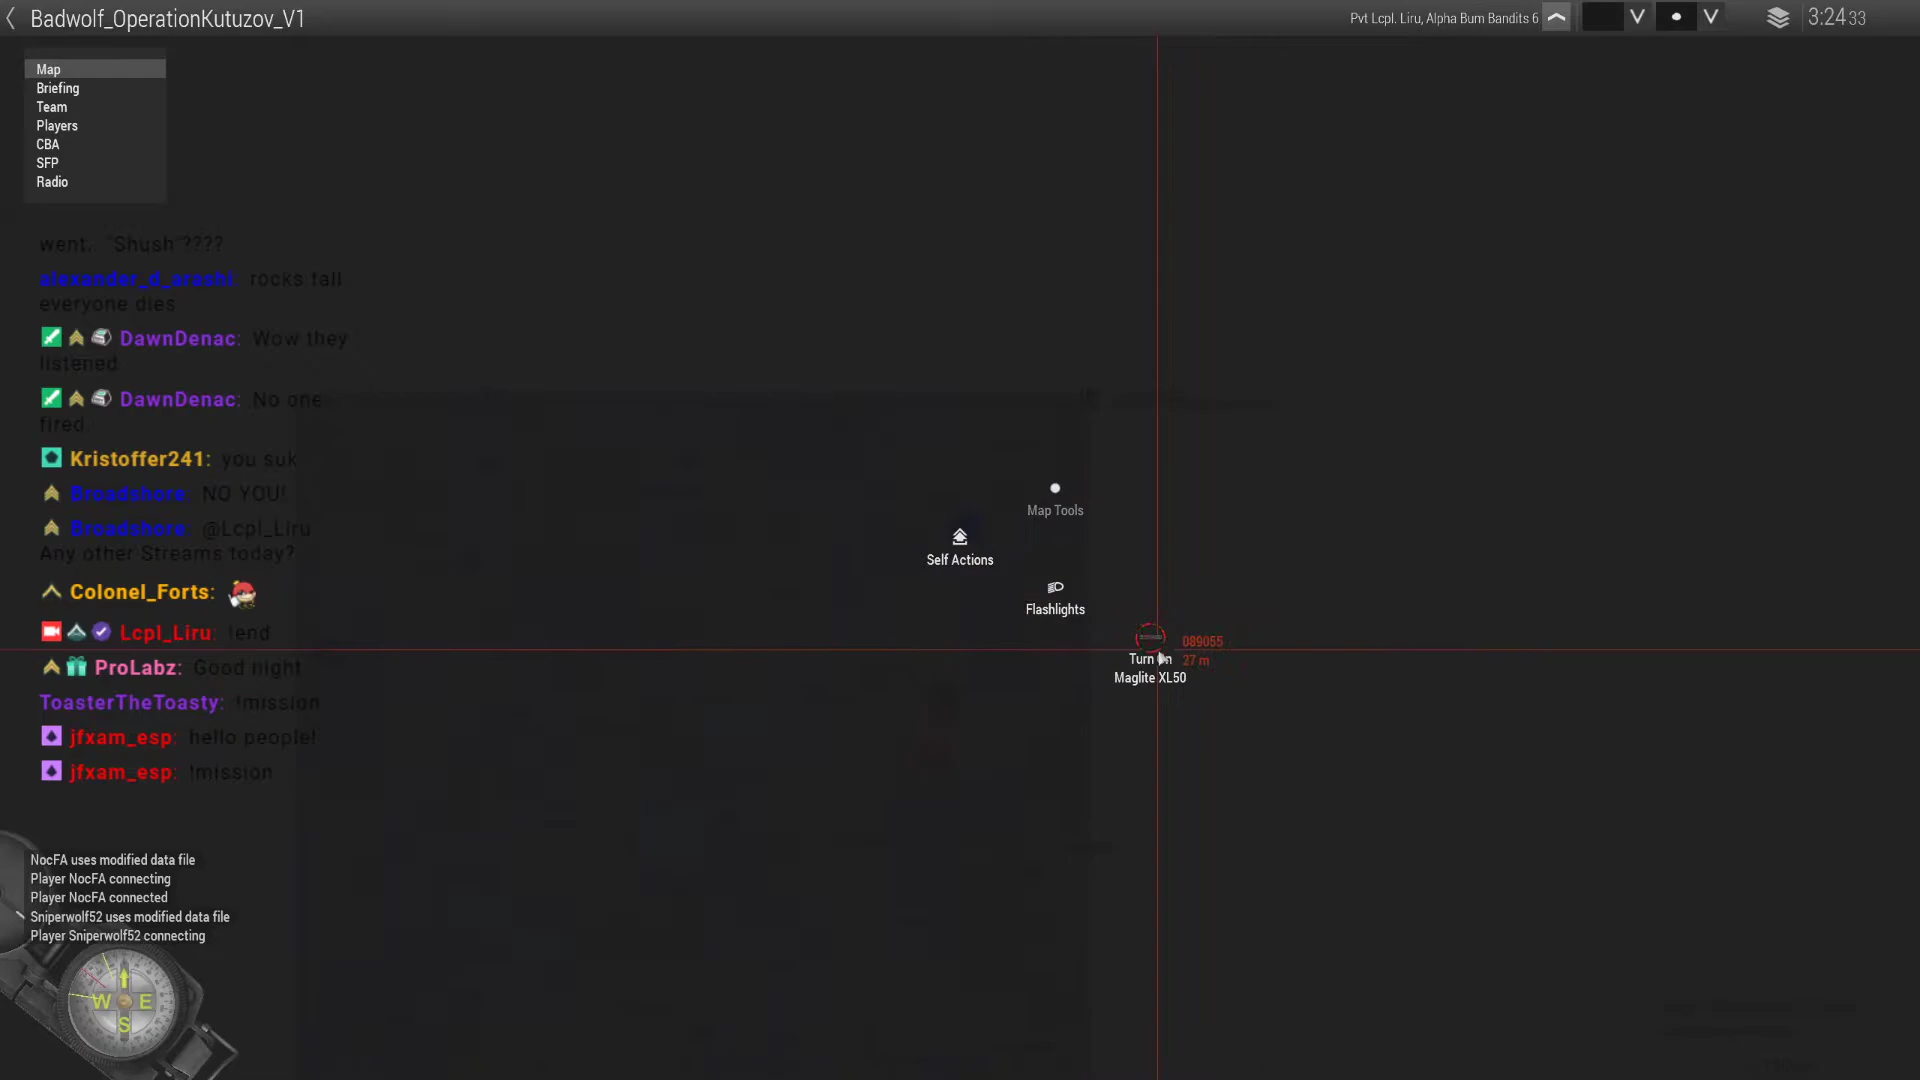 Badwolf_OperationKutuzov_V1
Pvt Lcpl. Liru, Alpha Bum Bandits 6
3:24 33
Map
Briefing
Team
Players
CBA
SFP
Radio
went.. "Shush"????
alexander_d_arashi: rocks fall
everyone dies
DawnDenac: Wow they
listened
DawnDenac: No one
fired.
Kristoffer241: you suk
Broadshore: NO YOU!
Broadshore: @Lcpl_Liru
Any other Streams today?
Colonel_Forts:
Lcpl_Liru: !end
ProLabz: Good night
ToasterTheToasty: !mission
jfxam_esp: hello people!
jfxam_esp: !mission
Map Tools
Self Actions
Flashlights
Turn On
Maglite XL50
089055
27 m
NocFA uses modified data file
Player NocFA connecting
Player NocFA connected
Sniperwolf52 uses modified data file
Player Sniperwolf52 connecting
W E
S